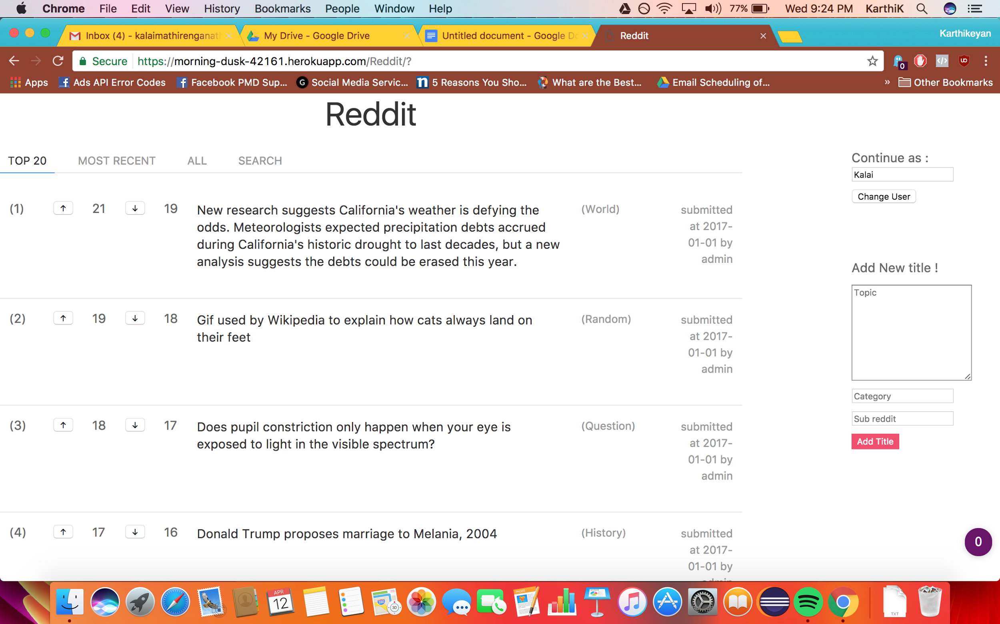 Chrome File Edit View History Bookmarks People Window Help 77% Wed 9:24 PM KarthiK
Inbox (4) - kalaimathirenganat
My Drive - Google Drive
Untitled document - Google Do
Reddit
Karthikeyan
Secure https://morning-dusk-42161.herokuapp.com/Reddit/?
0
Apps Ads API Error Codes Facebook PMD Sup... G Social Media Servic... n 5 Reasons You Sho... What are the Best... Email Scheduling of... » Other Bookmarks
Reddit
TOP 20 MOST RECENT ALL SEARCH
Continue as :
Kalai
Change User
(1) ↑ 21 ↓ 19
New research suggests California's weather is defying the
odds. Meteorologists expected precipitation debts accrued
during California's historic drought to last decades, but a new
analysis suggests the debts could be erased this year.
(World)
submitted
at 2017-
01-01 by
admin
Add New title !
Topic
Category
Sub reddit
Add Title
(2) ↑ 19 ↓ 18
Gif used by Wikipedia to explain how cats always land on
their feet
(Random)
submitted
at 2017-
01-01 by
admin
(3) ↑ 18 ↓ 17
Does pupil constriction only happen when your eye is
exposed to light in the visible spectrum?
(Question)
submitted
at 2017-
01-01 by
admin
(4) ↑ 17 ↓ 16
Donald Trump proposes marriage to Melania, 2004
(History)
submitted
at 2017-
01-01 by
0
APR
12
280
3D
PAGES
TXT